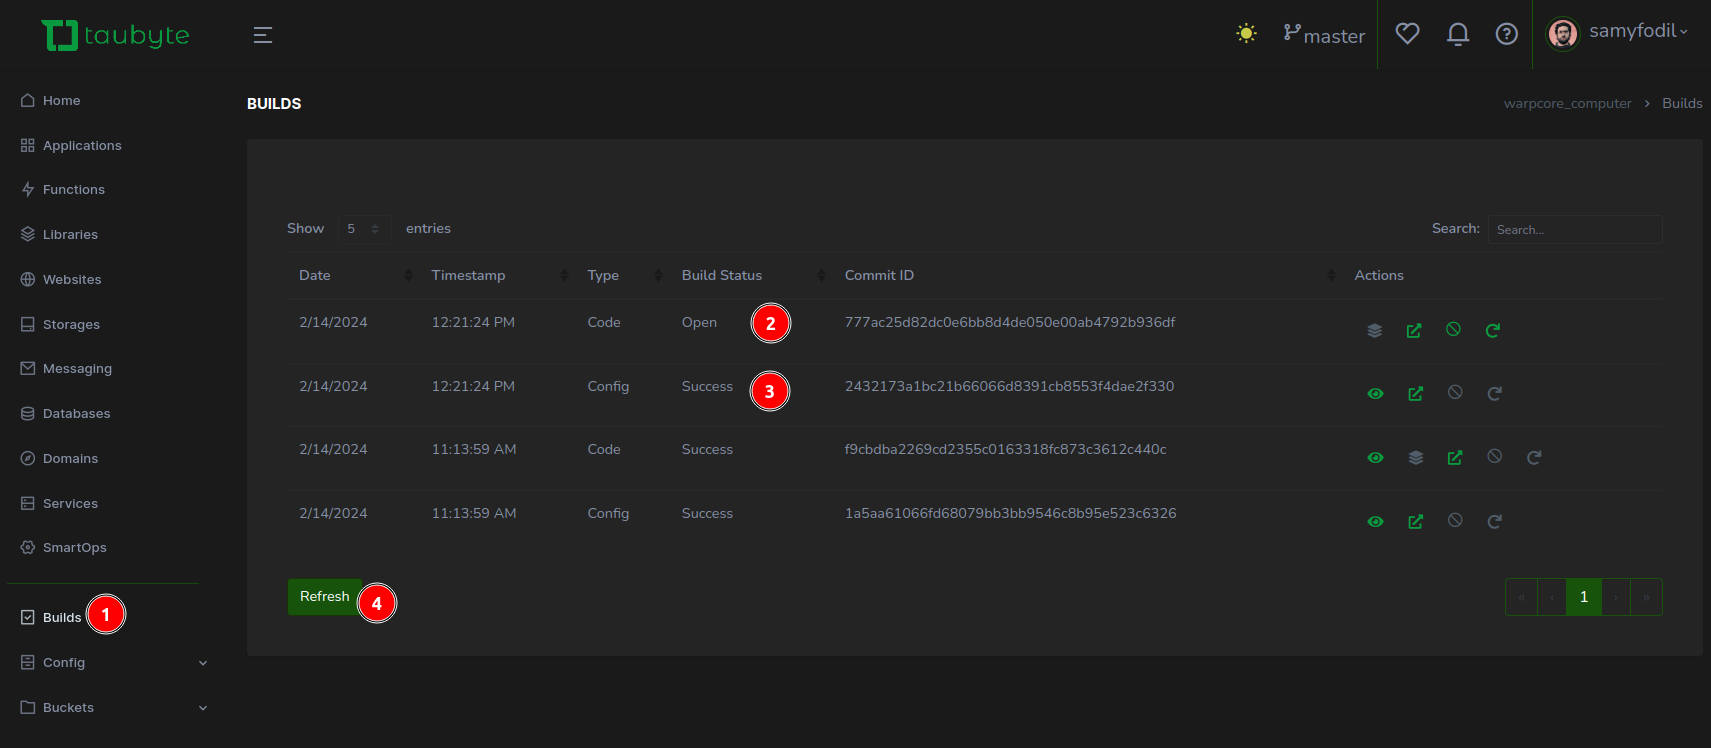 taubyte
master
samyfodil
Home
Applications
Functions
Libraries
Websites
Storages
Messaging
Databases
Domains
Services
SmartOps
Builds 1
Config
Buckets
BUILDS
warpcore_computer > Builds
Show 5 entries
Search: Search...
Date Timestamp Type Build Status Commit ID Actions
2/14/2024 12:21:24 PM Code Open 2 777ac25d82dc0e6bb8d4de050e00ab4792b936df
2/14/2024 12:21:24 PM Config Success 3 2432173a1bc21b66066d8391cb8553f4dae2f330
2/14/2024 11:13:59 AM Code Success f9cbdba2269cd2355c0163318fc873c3612c440c
2/14/2024 11:13:59 AM Config Success 1a5aa61066fd68079bb3bb9546c8b95e523c6326
Refresh 4
« ‹ 1 › »